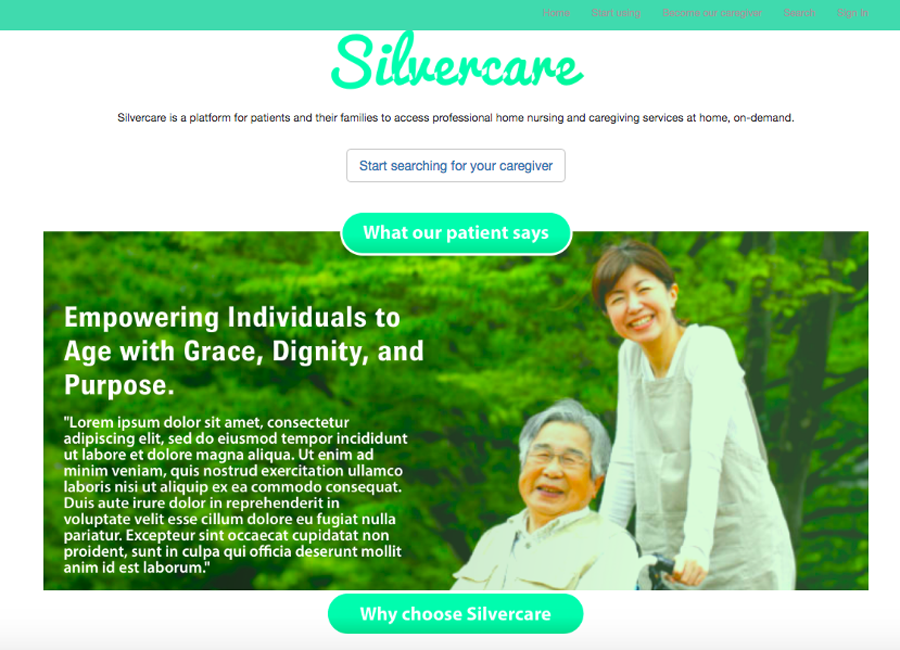 Home Start using Become our caregiver Search Sign In
Silvercare
Silvercare is a platform for patients and their families to access professional home nursing and caregiving services at home, on-demand.
Start searching for your caregiver
What our patient says
Empowering Individuals to
Age with Grace, Dignity, and
Purpose.
"Lorem ipsum dolor sit amet, consectetur
adipiscing elit, sed do eiusmod tempor incididunt
ut labore et dolore magna aliqua. Ut enim ad
minim veniam, quis nostrud exercitation ullamco
laboris nisi ut aliquip ex ea commodo consequat.
Duis aute irure dolor in reprehenderit in
voluptate velit esse cillum dolore eu fugiat nulla
pariatur. Excepteur sint occaecat cupidatat non
proident, sunt in culpa qui officia deserunt mollit
anim id est laborum."
Why choose Silvercare